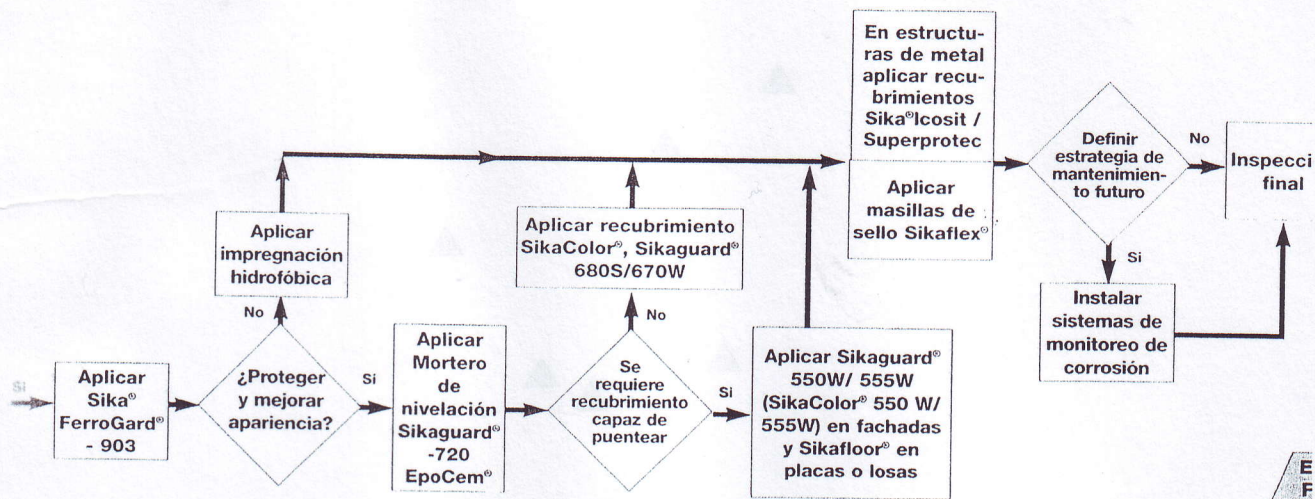 Si
Aplicar
Sika®
FerroGard®
- 903
¿Proteger
y mejorar
apariencia?
No
Aplicar
impregnación
hidrofóbica
Si
Aplicar
Mortero
de
nivelación
Sikaguard®
-720
EpoCem®
Se
requiere
recubrimiento
capaz de
puentear
No
Aplicar recubrimiento
SikaColor®, Sikaguard®
680S/670W
Si
Aplicar Sikaguard®
550W/ 555W
(SikaColor® 550 W/
555W) en fachadas
y Sikafloor® en
placas o losas
En estructu-
ras de metal
aplicar recu-
brimientos
Sika®Icosit /
Superprotec
Aplicar
masillas de
sello Sikaflex®
Definir
estrategia de
mantenimien-
to futuro
No
Inspecci
final
Si
Instalar
sistemas de
monitoreo de
corrosión
E
F